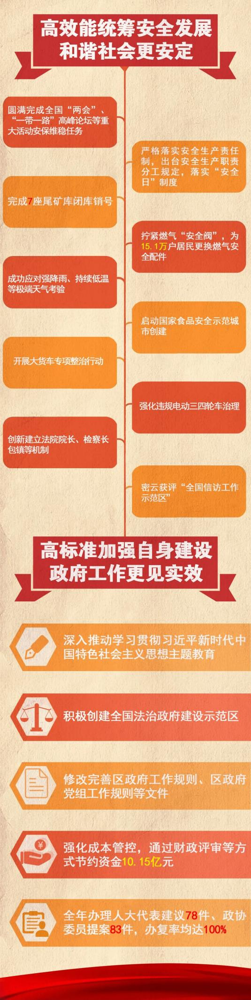 高效能统筹安全发展
和谐社会更安定
圆满完成全国“两会”、
“一带一路”高峰论坛等重
大活动安保维稳任务
严格落实安全生产责任
制，出台安全生产职责
分工规定，落实“安全
日”制度
完成7座尾矿库闭库销号
拧紧燃气“安全阀”，为
15.1万户居民更换燃气安
全配件
成功应对强降雨、持续低温
等极端天气考验
启动国家食品安全示范城
市创建
开展大货车专项整治行动
强化违规电动三四轮车治理
创新建立法院院长、检察长
包镇等机制
密云获评“全国信访工作
示范区”
高标准加强自身建设
政府工作更见实效
深入推动学习贯彻习近平新时代中
国特色社会主义思想主题教育
积极创建全国法治政府建设示范区
修改完善区政府工作规则、区政府
党组工作规则等文件
¥
强化成本管控，通过财政评审等方
式节约资金10.15亿元
全年办理人大代表建议78件、政协
委员提案83件，办复率均达100%